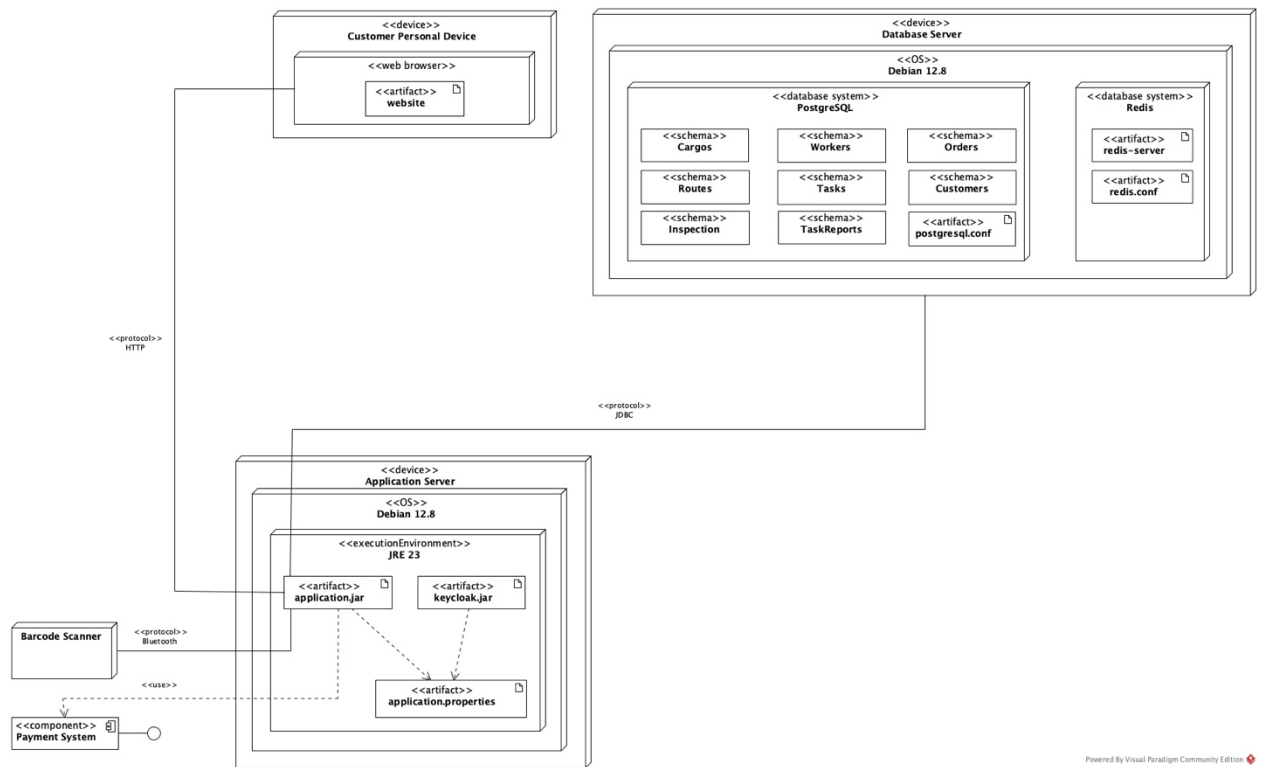 <<device>>
Customer Personal Device
<<web browser>>
<<artifact>>
website
<<device>>
Database Server
<<OS>>
Debian 12.8
<<database system>>
PostgreSQL
<<schema>>
Cargos
<<schema>>
Workers
<<schema>>
Orders
<<schema>>
Routes
<<schema>>
Tasks
<<schema>>
Customers
<<schema>>
Inspection
<<schema>>
TaskReports
<<artifact>>
postgresql.conf
<<database system>>
Redis
<<artifact>>
redis-server
<<artifact>>
redis.conf
<<protocol>>
HTTP
<<protocol>>
JDBC
<<device>>
Application Server
<<OS>>
Debian 12.8
<<executionEnvironment>>
JRE 23
<<artifact>>
application.jar
<<artifact>>
keycloak.jar
<<artifact>>
application.properties
Barcode Scanner
<<protocol>>
Bluetooth
<<use>>
<<component>>
Payment System
Powered By Visual Paradigm Community Edition